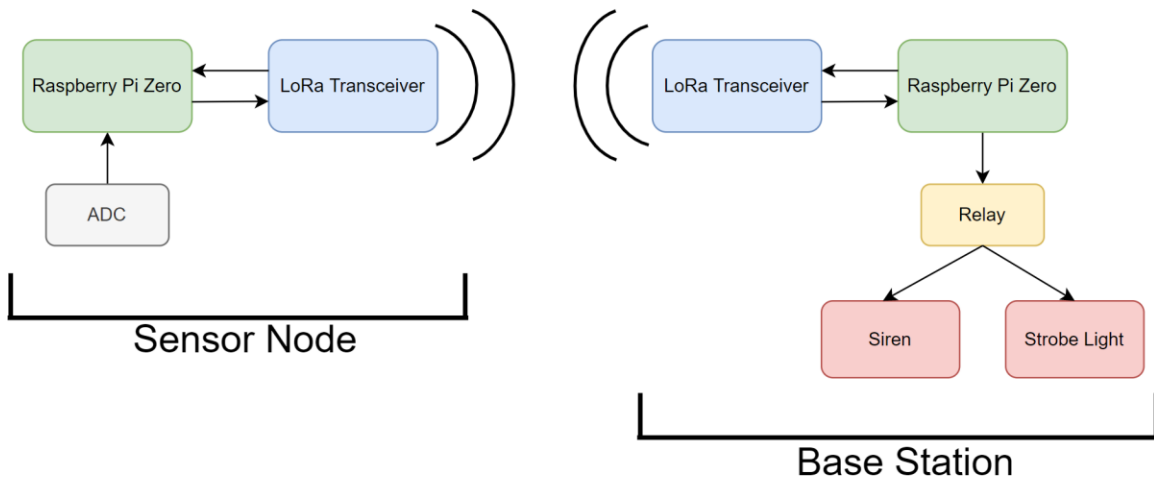 Raspberry Pi Zero
LoRa Transceiver
ADC
Sensor Node
LoRa Transceiver
Raspberry Pi Zero
Relay
Siren
Strobe Light
Base Station